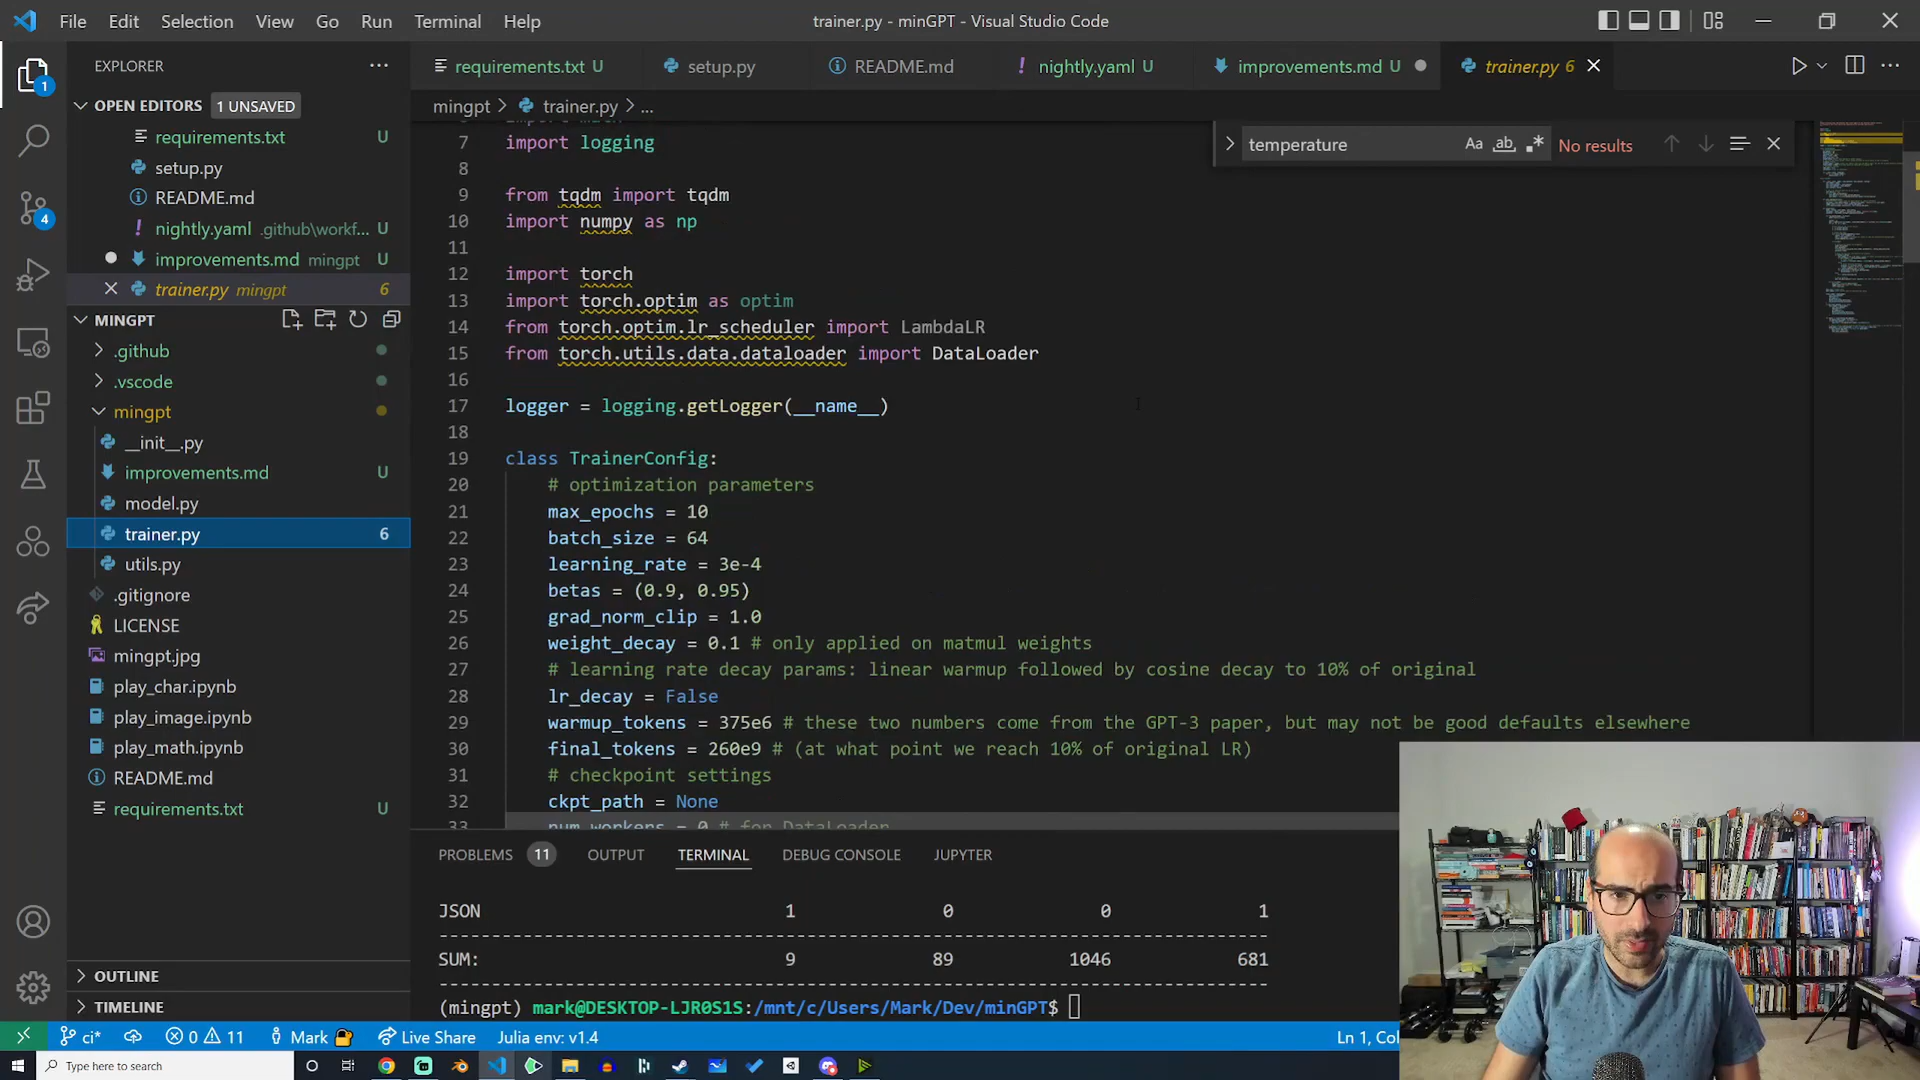 File Edit Selection View Go Run Terminal Help
trainer.py - minGPT - Visual Studio Code
EXPLORER
OPEN EDITORS 1 UNSAVED
requirements.txt U
setup.py
README.md
nightly.yaml .github\workf... U
improvements.md mingpt U
trainer.py mingpt 6
MINGPT
.github
.vscode
mingpt
__init__.py
improvements.md U
model.py
trainer.py 6
utils.py
.gitignore
LICENSE
mingpt.jpg
play_char.ipynb
play_image.ipynb
play_math.ipynb
README.md
requirements.txt U
OUTLINE
TIMELINE
1
4
requirements.txt U setup.py README.md nightly.yaml U improvements.md U trainer.py 6
mingpt > trainer.py > ...
temperature Aa ab No results
7 import logging
8
9 from tqdm import tqdm
10 import numpy as np
11
12 import torch
13 import torch.optim as optim
14 from torch.optim.lr_scheduler import LambdaLR
15 from torch.utils.data.dataloader import DataLoader
16
17 logger = logging.getLogger(__name__)
18
19 class TrainerConfig:
20 # optimization parameters
21 max_epochs = 10
22 batch_size = 64
23 learning_rate = 3e-4
24 betas = (0.9, 0.95)
25 grad_norm_clip = 1.0
26 weight_decay = 0.1 # only applied on matmul weights
27 # learning rate decay params: linear warmup followed by cosine decay to 10% of original
28 lr_decay = False
29 warmup_tokens = 375e6 # these two numbers come from the GPT-3 paper, but may not be good defaults elsewhere
30 final_tokens = 260e9 # (at what point we reach 10% of original LR)
31 # checkpoint settings
32 ckpt_path = None
33 num_workers = 0 # for DataLoader
PROBLEMS 11 OUTPUT TERMINAL DEBUG CONSOLE JUPYTER
JSON 1 0 0 1
SUM: 9 89 1046 681
(mingpt) mark@DESKTOP-LJR0S1S:/mnt/c/Users/Mark/Dev/minGPT$
ci* 0 11 Mark Live Share Julia env: v1.4 Ln 1, Col
Type here to search